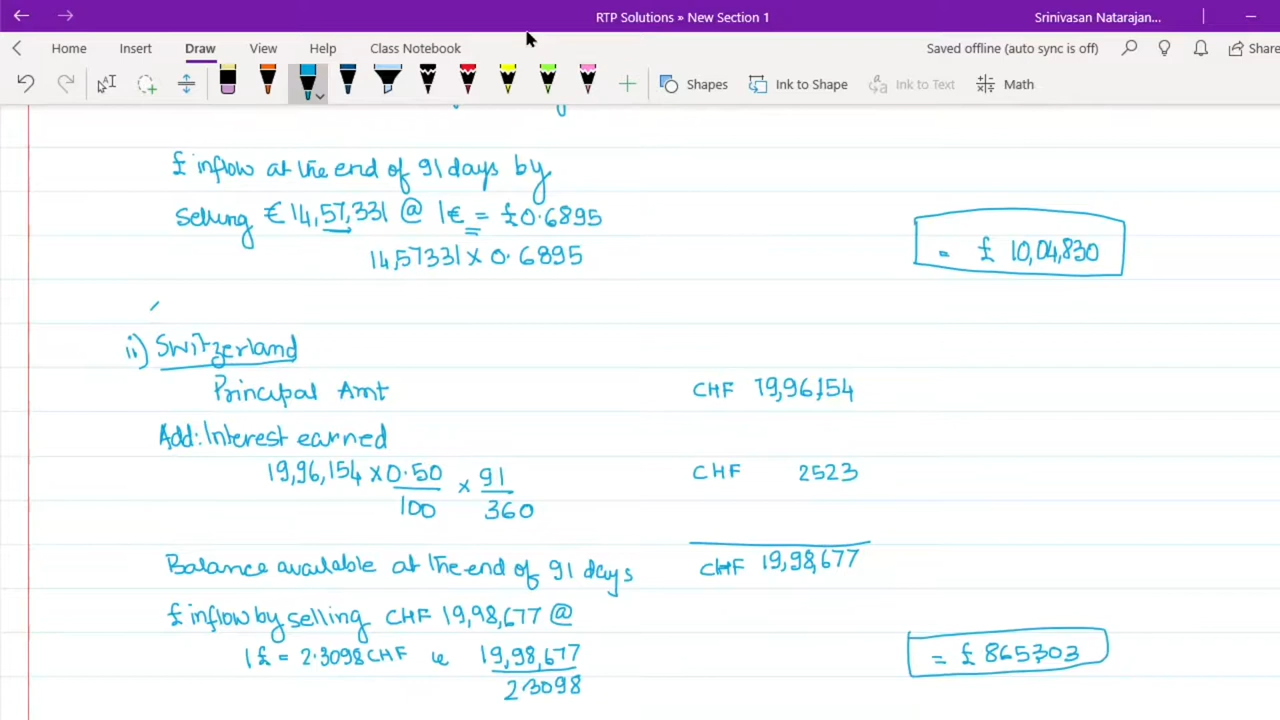 RTP Solutions » New Section 1
Srinivasan Natarajan...
Home Insert Draw View Help Class Notebook
Saved offline (auto sync is off)
Share
Shapes
Ink to Shape
Ink to Text
Math
£ inflow at the end of 91 days by
Selling € 14,57,331 @ 1€ = £0.6895
14,57331 × 0.6895
= £ 10,04,830
ii) Switzerland
Principal Amt CHF 19,96,154
Add: Interest earned
19,96,154 × 0.50 × 91 CHF 2523
100 360
Balance available at the end of 91 days CHF 19,98,677
£ inflow by selling CHF 19,98,677 @
1£ = 2.3098 CHF ie 19,98,677 = £ 865303
2.3098